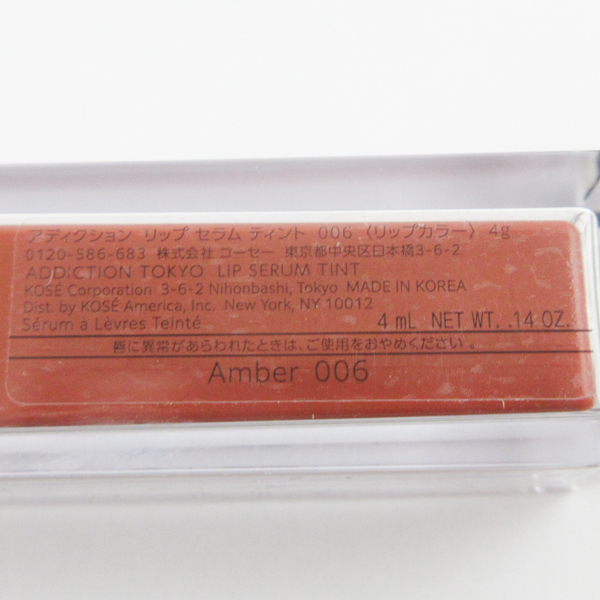 アディクション リップ セラム ティント 006 〈リップカラー〉 4g
0120-586-683 株式会社 コーセー 東京都中央区日本橋3-6-2
ADDICTION TOKYO LIP SERUM TINT
KOSÉ Corporation 3-6-2 Nihonbashi, Tokyo MADE IN KOREA
Dist. by KOSÉ America, Inc. New York, NY 10012
Sérum à Lèvres Teinté 4 mL NET WT. .14 OZ.
唇に異常があらわれたときは、ご使用をおやめください。
Amber 006